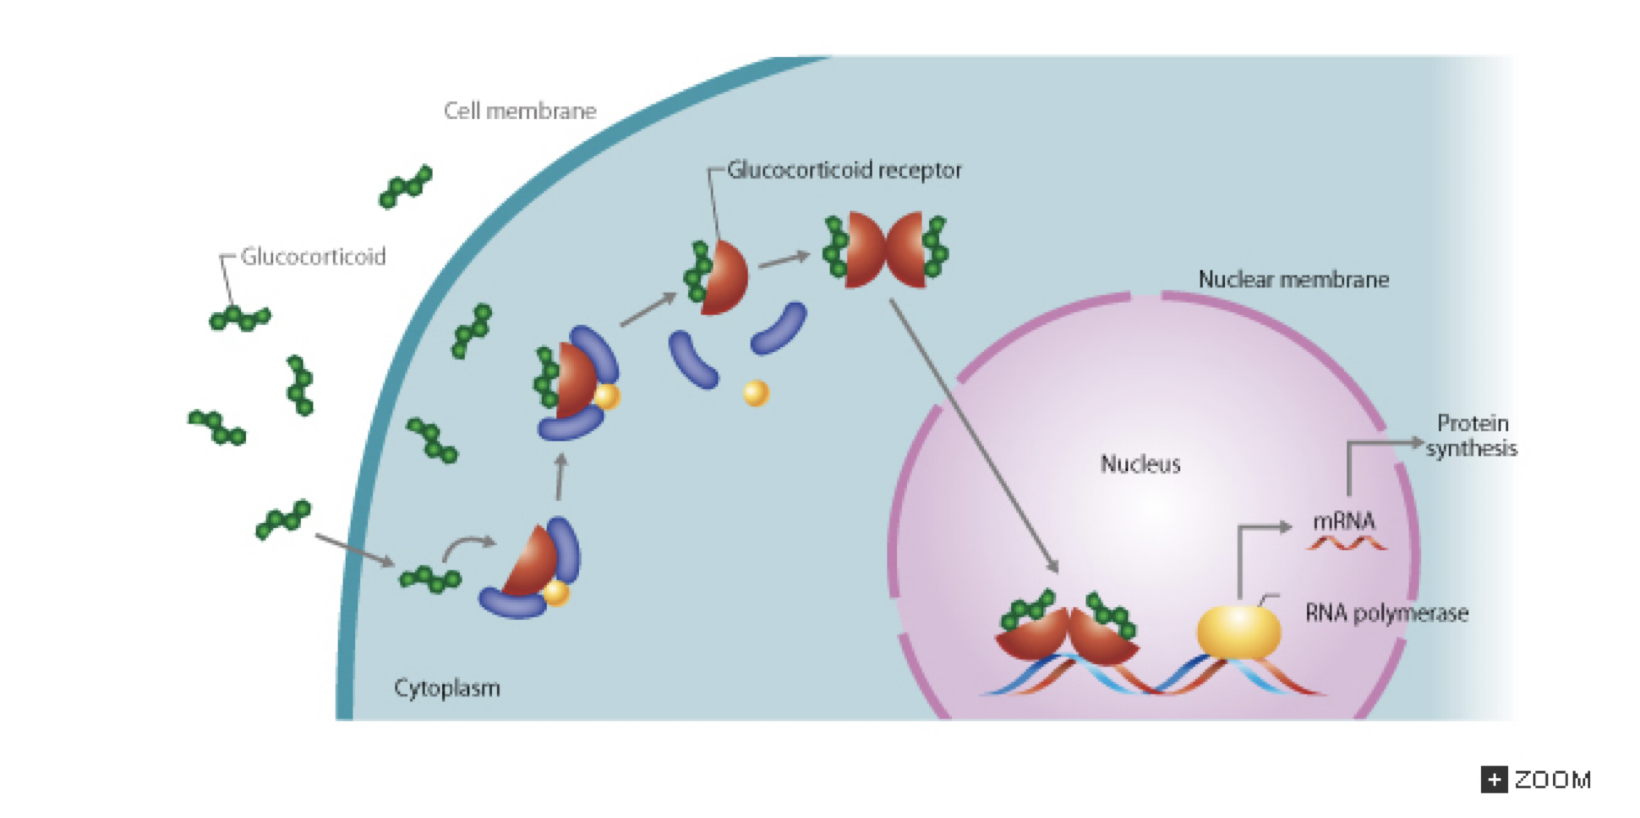 Cell membrane
Glucocorticoid receptor
Glucocorticoid
Nuclear membrane
Protein
synthesis
Nucleus
mRNA
RNA polymerase
Cytoplasm
+ ZOOM